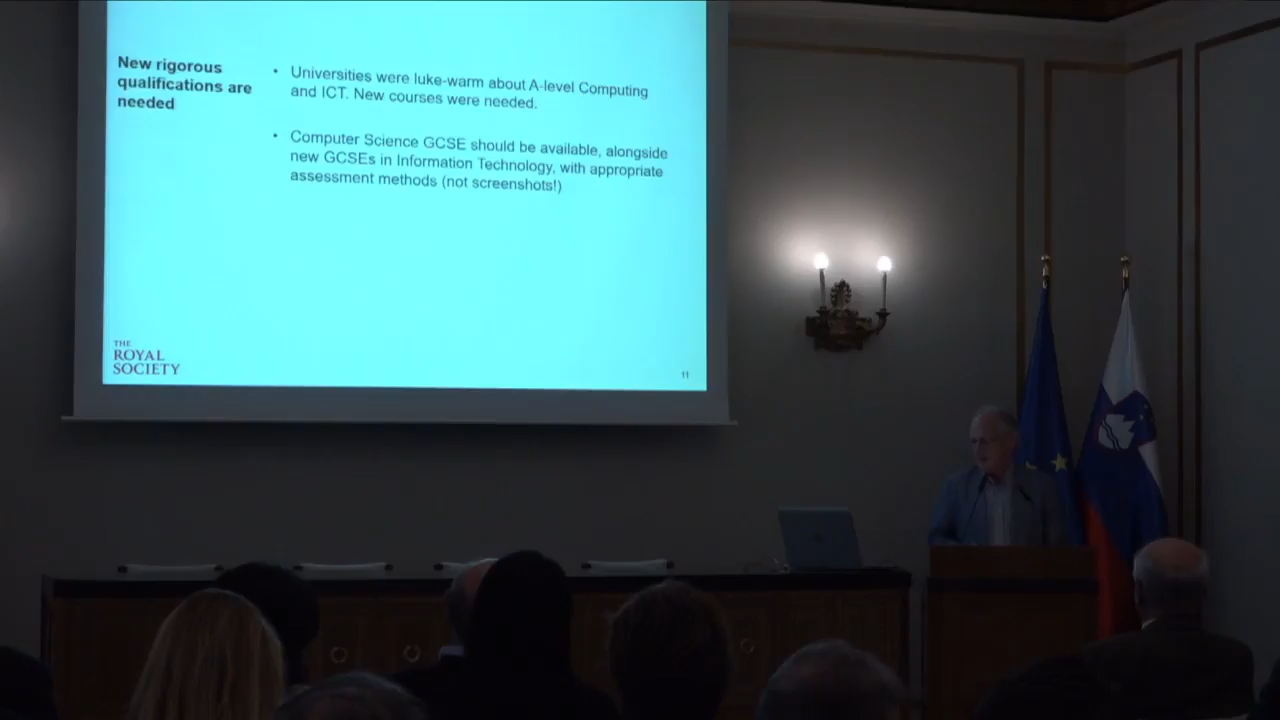 New rigorous
qualifications are
needed
• Universities were luke-warm about A-level Computing
and ICT. New courses were needed.
• Computer Science GCSE should be available, alongside
new GCSEs in Information Technology, with appropriate
assessment methods (not screenshots!)
THE
ROYAL
SOCIETY
11